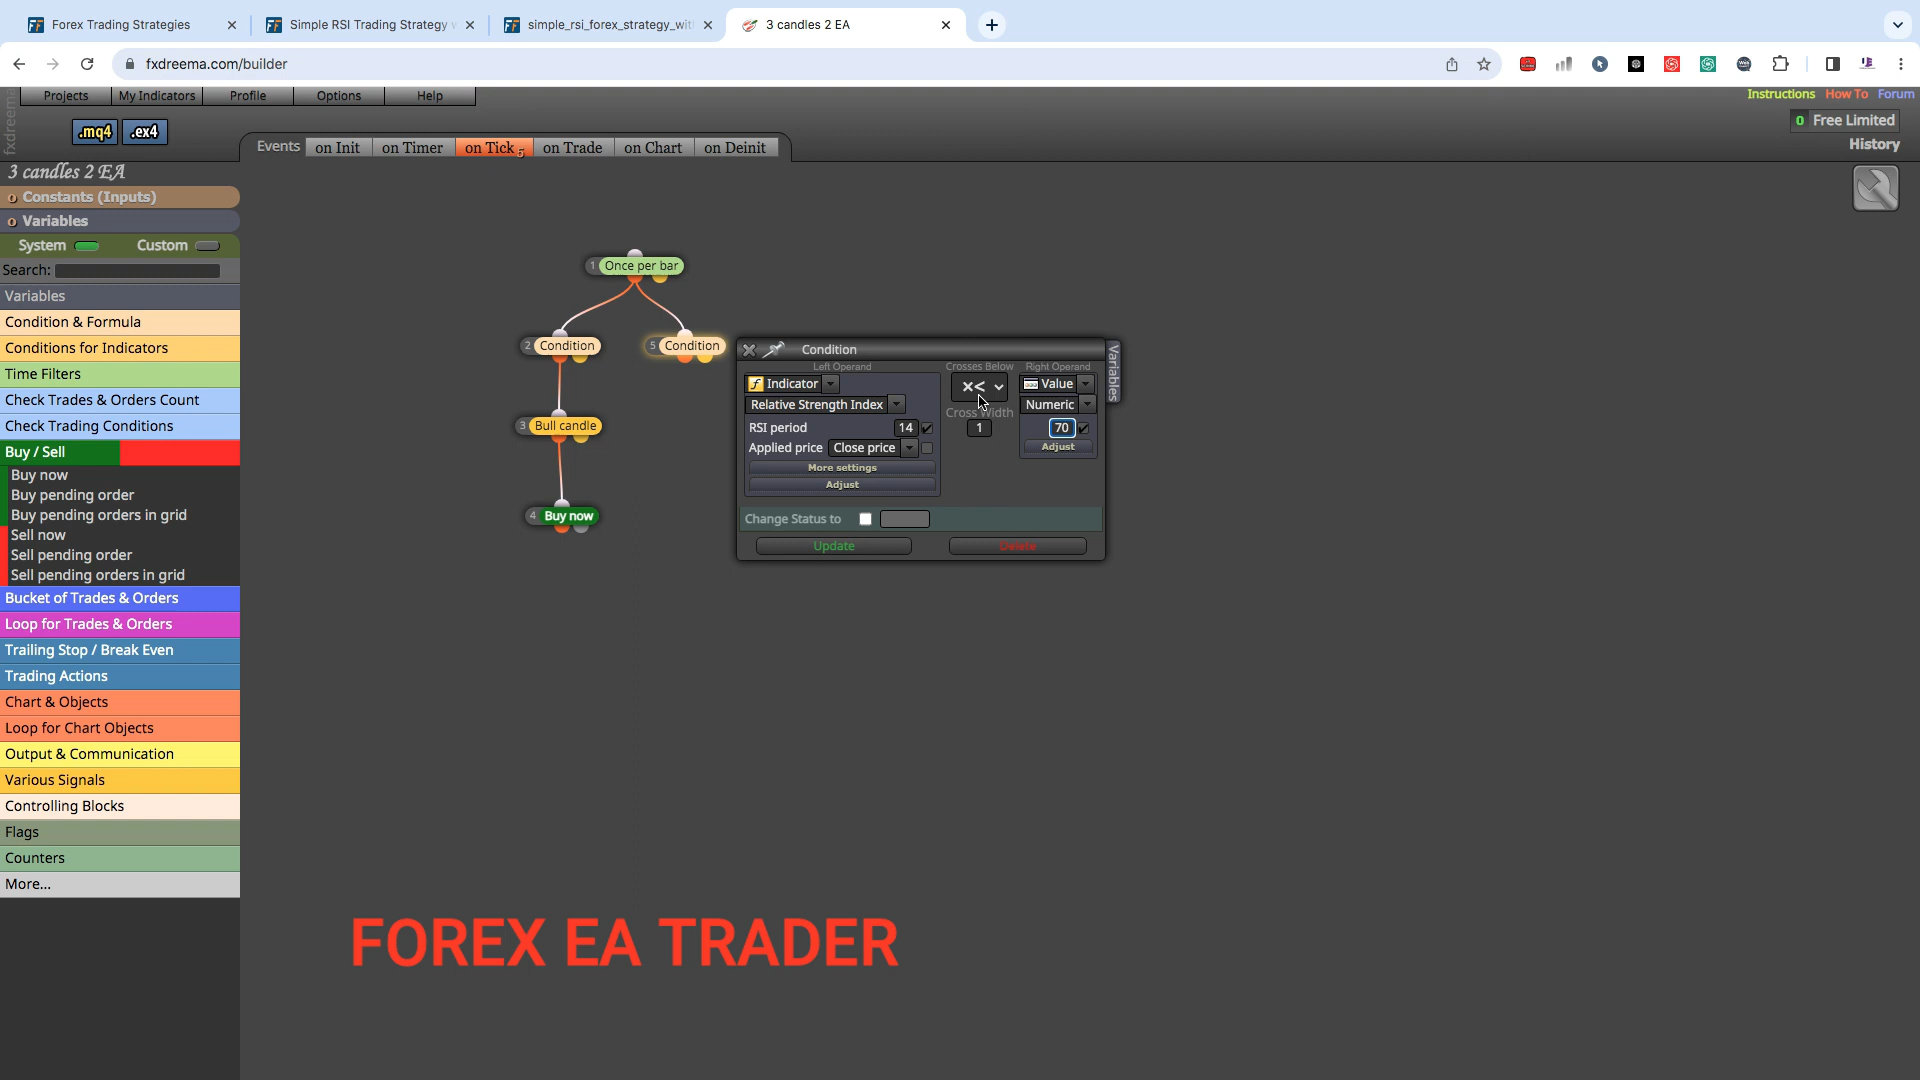 Forex Trading Strategies
Simple RSI Trading Strategy
simple_rsi_forex_strategy_wit
3 candles 2 EA
fxdreema.com/builder
Projects My Indicators Profile Options Help
Instructions How To Forum
fxdreema
.mq4 .ex4
0 Free Limited
Events on Init on Timer on Tick 5 on Trade on Chart on Deinit
History
3 candles 2 EA
o Constants (Inputs)
o Variables
System Custom
Search:
Variables
Condition & Formula
Conditions for Indicators
Time Filters
Check Trades & Orders Count
Check Trading Conditions
Buy / Sell
Buy now
Buy pending order
Buy pending orders in grid
Sell now
Sell pending order
Sell pending orders in grid
Bucket of Trades & Orders
Loop for Trades & Orders
Trailing Stop / Break Even
Trading Actions
Chart & Objects
Loop for Chart Objects
Output & Communication
Various Signals
Controlling Blocks
Flags
Counters
More...
1 Once per bar
2 Condition
5 Condition
3 Bull candle
4 Buy now
Condition
Left Operand Crosses Below Right Operand
f Indicator x< Value
Relative Strength Index Numeric
Cross Width
RSI period 14 1 70
Applied price Close price Adjust
More settings
Adjust
Change Status to
Update Delete
Variables
FOREX EA TRADER